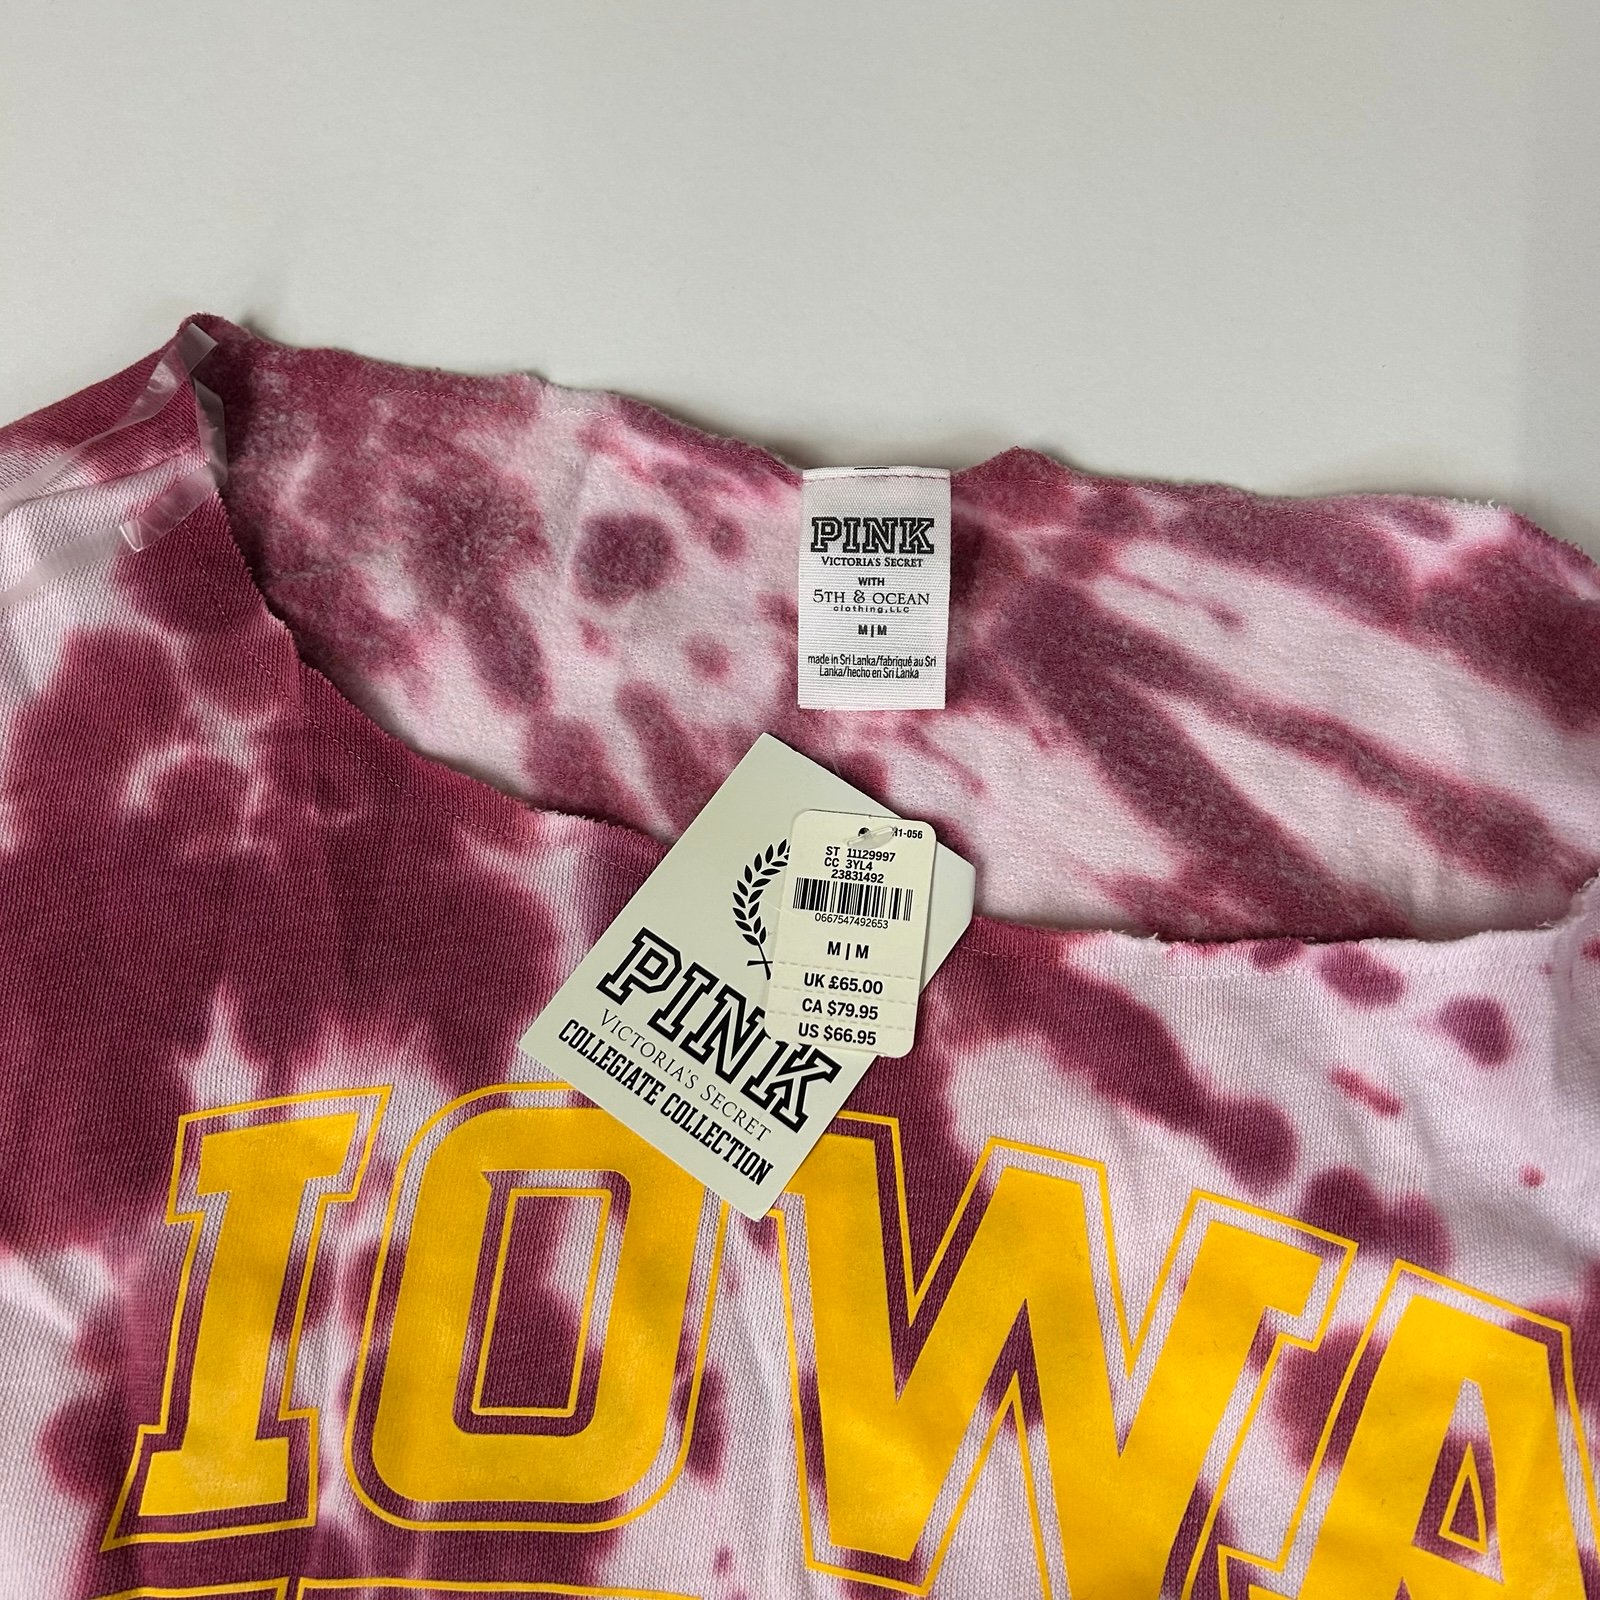 PINK
VICTORIA'S SECRET
WITH
5TH & OCEAN
clothing,LLC
M|M
made in Sri Lanka/fabriqué au Sri
Lanka/hecho en Sri Lanka
1-056
ST 11129997
CC 3YL4
23831492
0667547492653
M | M
UK £65.00
CA $79.95
US $66.95
PINK
VICTORIA'S SECRET
COLLEGIATE COLLECTION
IOWA